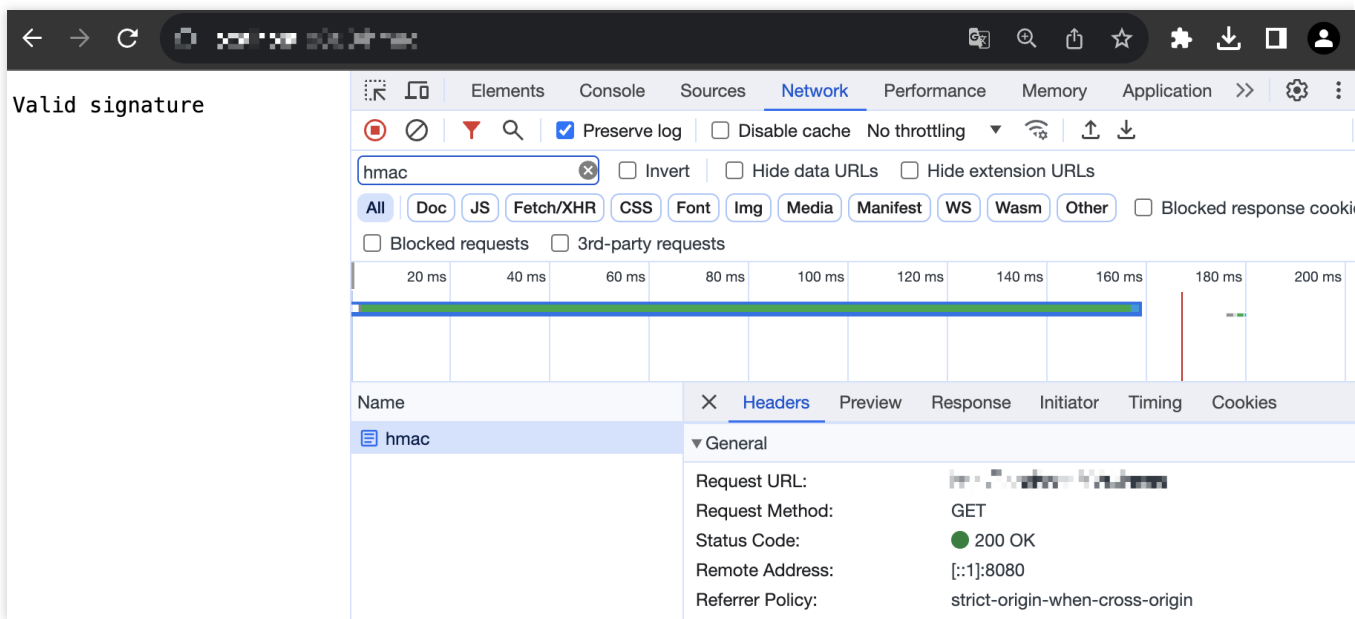 Valid signature
Elements Console Sources Network Performance Memory Application
Preserve log Disable cache No throttling
hmac Invert Hide data URLs Hide extension URLs
All Doc JS Fetch/XHR CSS Font Img Media Manifest WS Wasm Other Blocked response cooki
Blocked requests 3rd-party requests
20 ms 40 ms 60 ms 80 ms 100 ms 120 ms 140 ms 160 ms 180 ms 200 ms
Name
hmac
Headers Preview Response Initiator Timing Cookies
General
Request URL:
Request Method: GET
Status Code: 200 OK
Remote Address: [::1]:8080
Referrer Policy: strict-origin-when-cross-origin